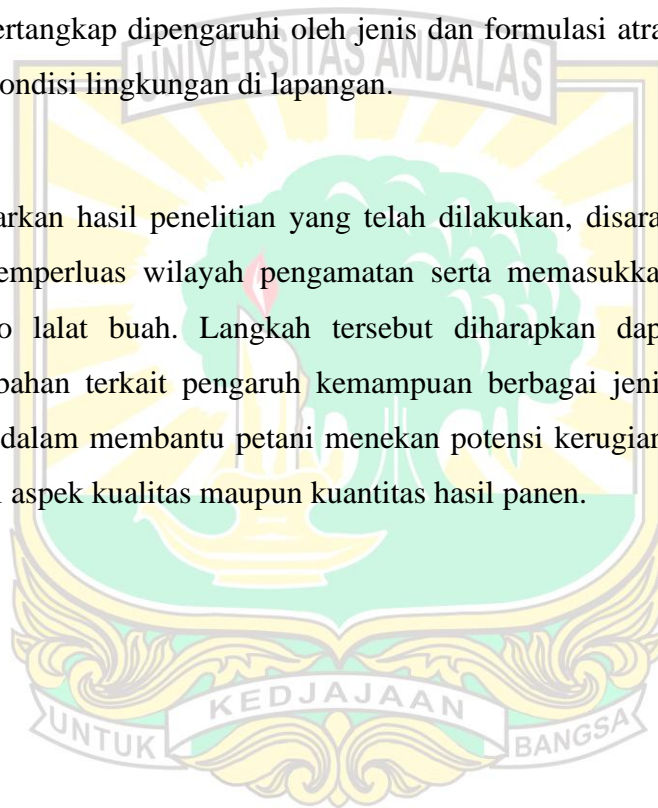 ertangkap dipengaruhi oleh jenis dan formulasi atra
ondisi lingkungan di lapangan.
arkan hasil penelitian yang telah dilakukan, disara
emperluas wilayah pengamatan serta memasukka
o lalat buah. Langkah tersebut diharapkan dap
bahan terkait pengaruh kemampuan berbagai jeni
dalam membantu petani menekan potensi kerugian
aspek kualitas maupun kuantitas hasil panen.
UNIVERSITAS ANDALAS
UNTUK KEDJAJAAN BANGSA